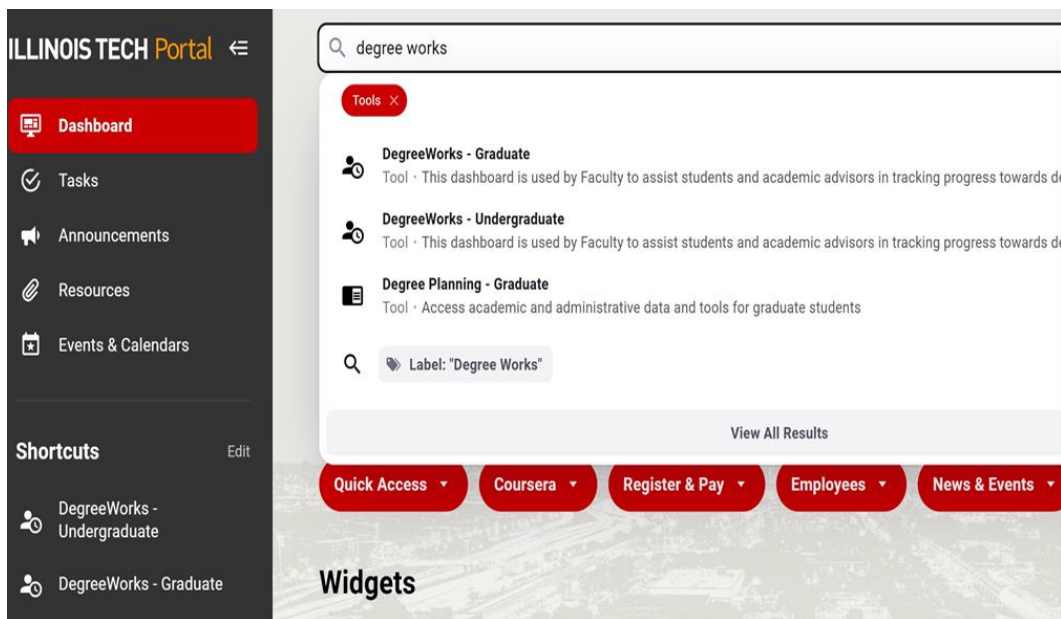 ILLINOIS TECH Portal
Dashboard
Tasks
Announcements
Resources
Events & Calendars
Shortcuts
Edit
DegreeWorks -
Undergraduate
DegreeWorks - Graduate
degree works
Tools
DegreeWorks - Graduate
Tool · This dashboard is used by Faculty to assist students and academic advisors in tracking progress towards
DegreeWorks - Undergraduate
Tool · This dashboard is used by Faculty to assist students and academic advisors in tracking progress towards
Degree Planning - Graduate
Tool · Access academic and administrative data and tools for graduate students
Label: "Degree Works"
View All Results
Quick Access
Coursera
Register & Pay
Employees
News & Events
Widgets